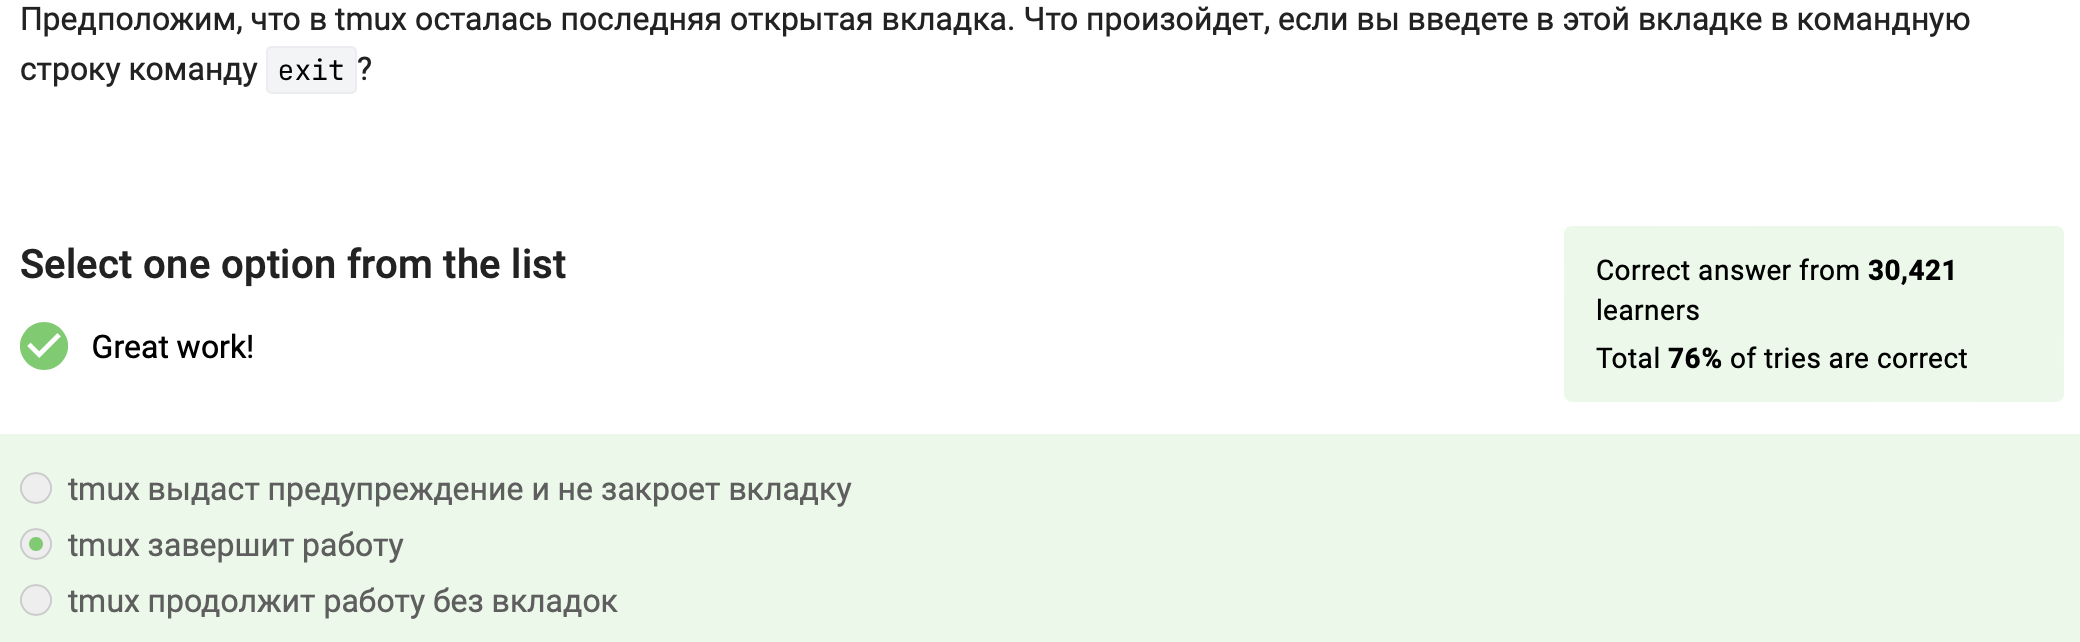 Предположим, что в tmux осталась последняя открытая вкладка. Что произойдет, если вы введете в этой вкладке в командную
строку команду exit?
Select one option from the list
Great work!
Correct answer from 30,421
learners
Total 76% of tries are correct
tmux выдаст предупреждение и не закроет вкладку
tmux завершит работу
tmux продолжит работу без вкладок